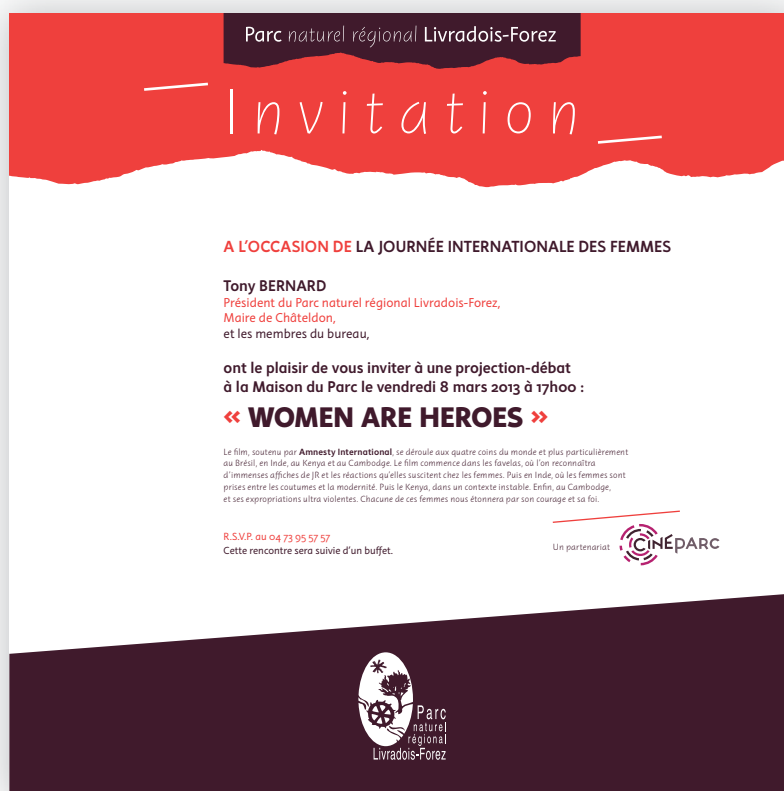 Parc naturel régional Livradois-Forez
Invitation
A L'OCCASION DE LA JOURNÉE INTERNATIONALE DES FEMMES
Tony BERNARD
Président du Parc naturel régional Livradois-Forez,
Maire de Châteldon,
et les membres du bureau,
ont le plaisir de vous inviter à une projection-débat
à la Maison du Parc le vendredi 8 mars 2013 à 17h00 :
« WOMEN ARE HEROES »
Le film, soutenu par Amnesty International, se déroule aux quatre coins du monde et plus particulièrement
au Brésil, en Inde, au Kenya et au Cambodge. Le film commence dans les favelas, où l'on reconnaîtra
d'immenses affiches de JR et les réactions qu'elles suscitent chez les femmes. Puis en Inde, où les femmes sont
prises entre les coutumes et la modernité. Puis le Kenya, dans un contexte instable. Enfin, au Cambodge,
et ses expropriations ultra violentes. Chacune de ces femmes nous étonnera par son courage et sa foi.
R.S.V.P. au 04 73 95 57 57
Cette rencontre sera suivie d'un buffet.
Un partenariat CINÉPARC
Parc
naturel
régional
Livradois-Forez